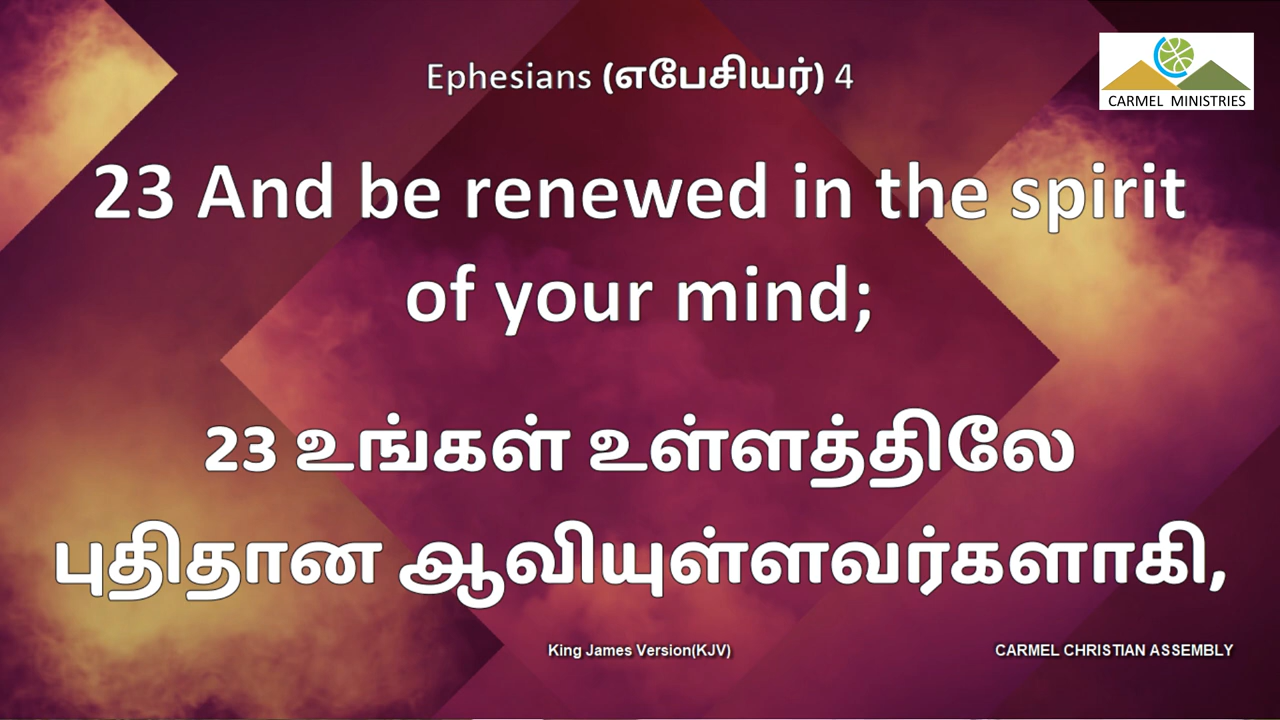 Ephesians (எபேசியர்) 4
CARMEL MINISTRIES
23 And be renewed in the spirit
of your mind;
23 உங்கள் உள்ளத்திலே
புதிதான ஆவியுள்ளவர்களாகி,
King James Version(KJV)
CARMEL CHRISTIAN ASSEMBLY